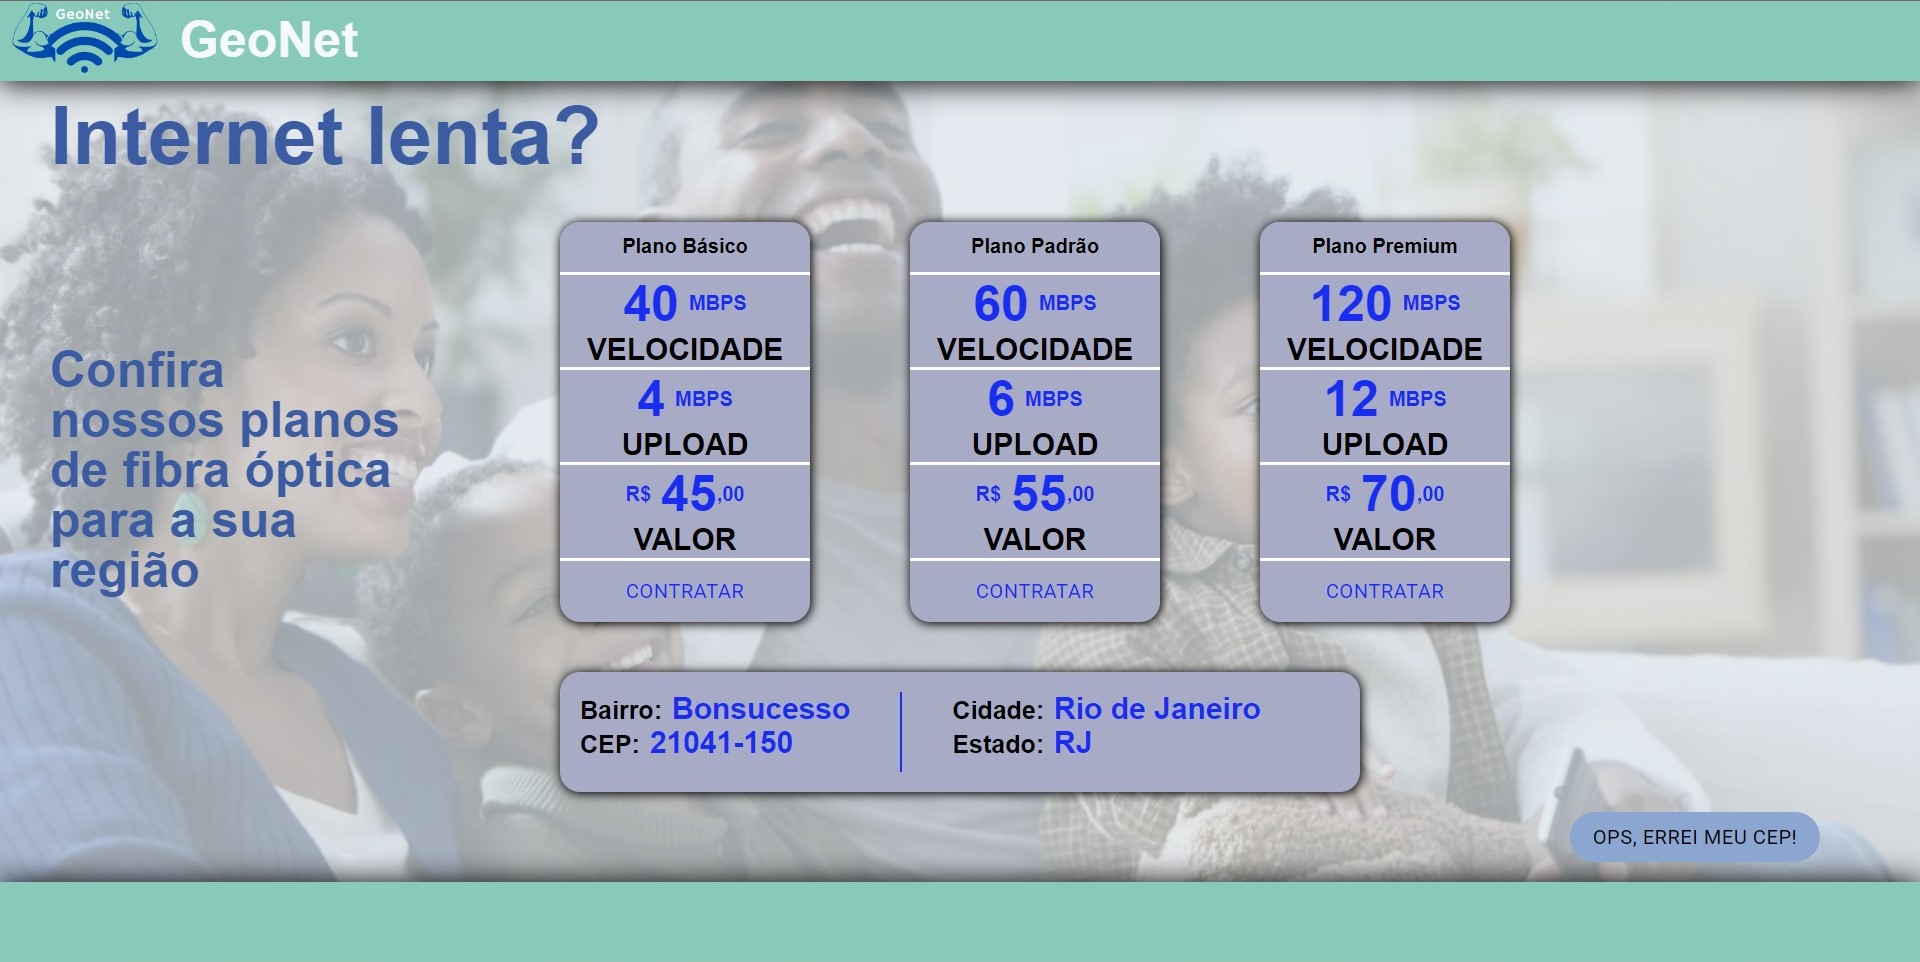 GeoNet
GeoNet
Internet lenta?
Confira
nossos planos
de fibra óptica
para a sua
região
Plano Básico
40 MBPS
VELOCIDADE
4 MBPS
UPLOAD
R$ 45,00
VALOR
CONTRATAR
Plano Padrão
60 MBPS
VELOCIDADE
6 MBPS
UPLOAD
R$ 55,00
VALOR
CONTRATAR
Plano Premium
120 MBPS
VELOCIDADE
12 MBPS
UPLOAD
R$ 70,00
VALOR
CONTRATAR
Bairro: Bonsucesso
CEP: 21041-150
Cidade: Rio de Janeiro
Estado: RJ
OPS, ERREI MEU CEP!